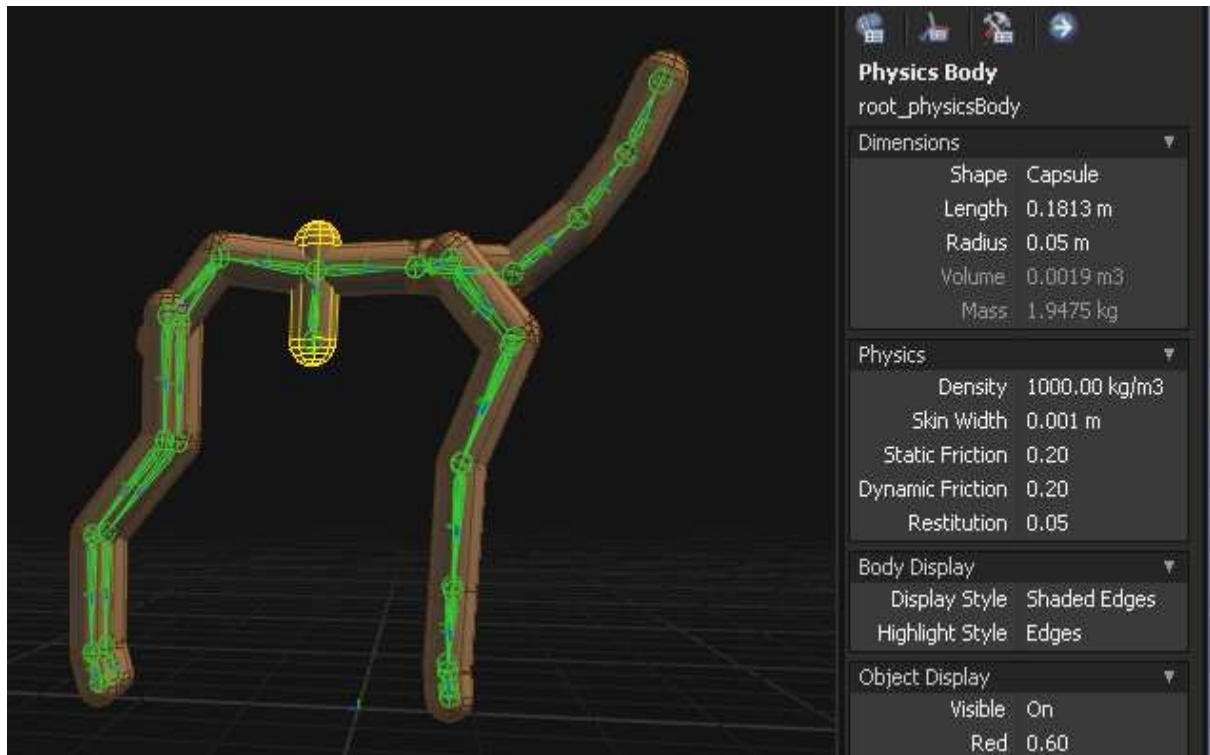 Physics Body
root_physicsBody
Dimensions
Shape Capsule
Length 0.1813 m
Radius 0.05 m
Volume 0.0019 m3
Mass 1.9475 kg
Physics
Density 1000.00 kg/m3
Skin Width 0.001 m
Static Friction 0.20
Dynamic Friction 0.20
Restitution 0.05
Body Display
Display Style Shaded Edges
Highlight Style Edges
Object Display
Visible On
Red 0.60